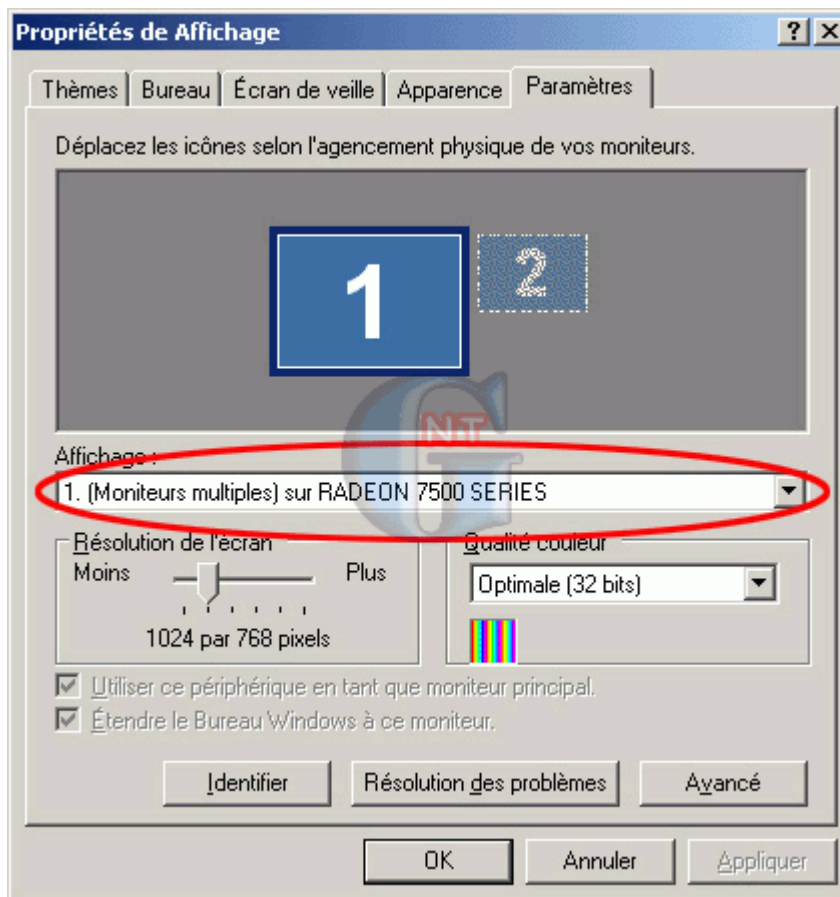 Propriétés de Affichage
Thèmes Bureau Écran de veille Apparence Paramètres
Déplacez les icônes selon l'agencement physique de vos moniteurs.
1 2
GNT
Affichage :
1. (Moniteurs multiples) sur RADEON 7500 SERIES
Résolution de l'écran
Moins Plus
1024 par 768 pixels
Qualité couleur
Optimale (32 bits)
Utiliser ce périphérique en tant que moniteur principal.
Étendre le Bureau Windows à ce moniteur.
Identifier Résolution des problèmes Avancé
OK Annuler Appliquer